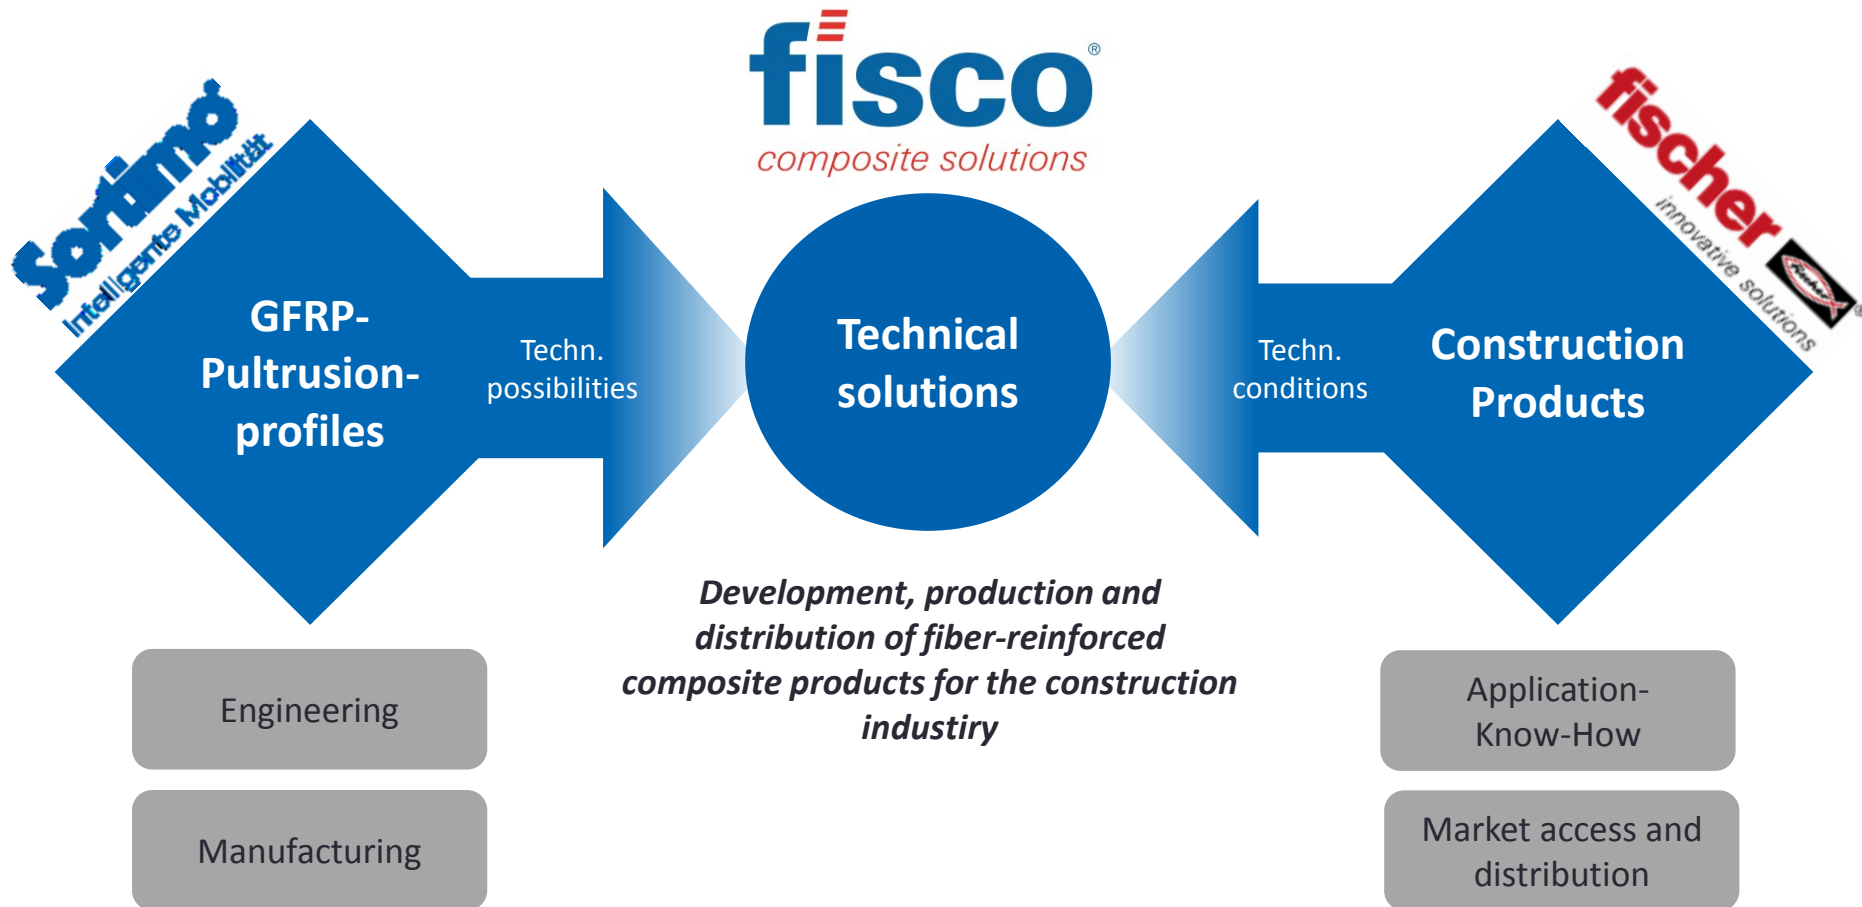 fisco®
composite solutions
Sortimo
Intelligente Mobilität
fischer
innovative solutions
fischer
®
GFRP-
Pultrusion-
profiles
Techn.
possibilities
Technical
solutions
Techn.
conditions
Construction
Products
Development, production and
distribution of fiber-reinforced
composite products for the construction
industiry
Engineering
Manufacturing
Application-
Know-How
Market access and
distribution